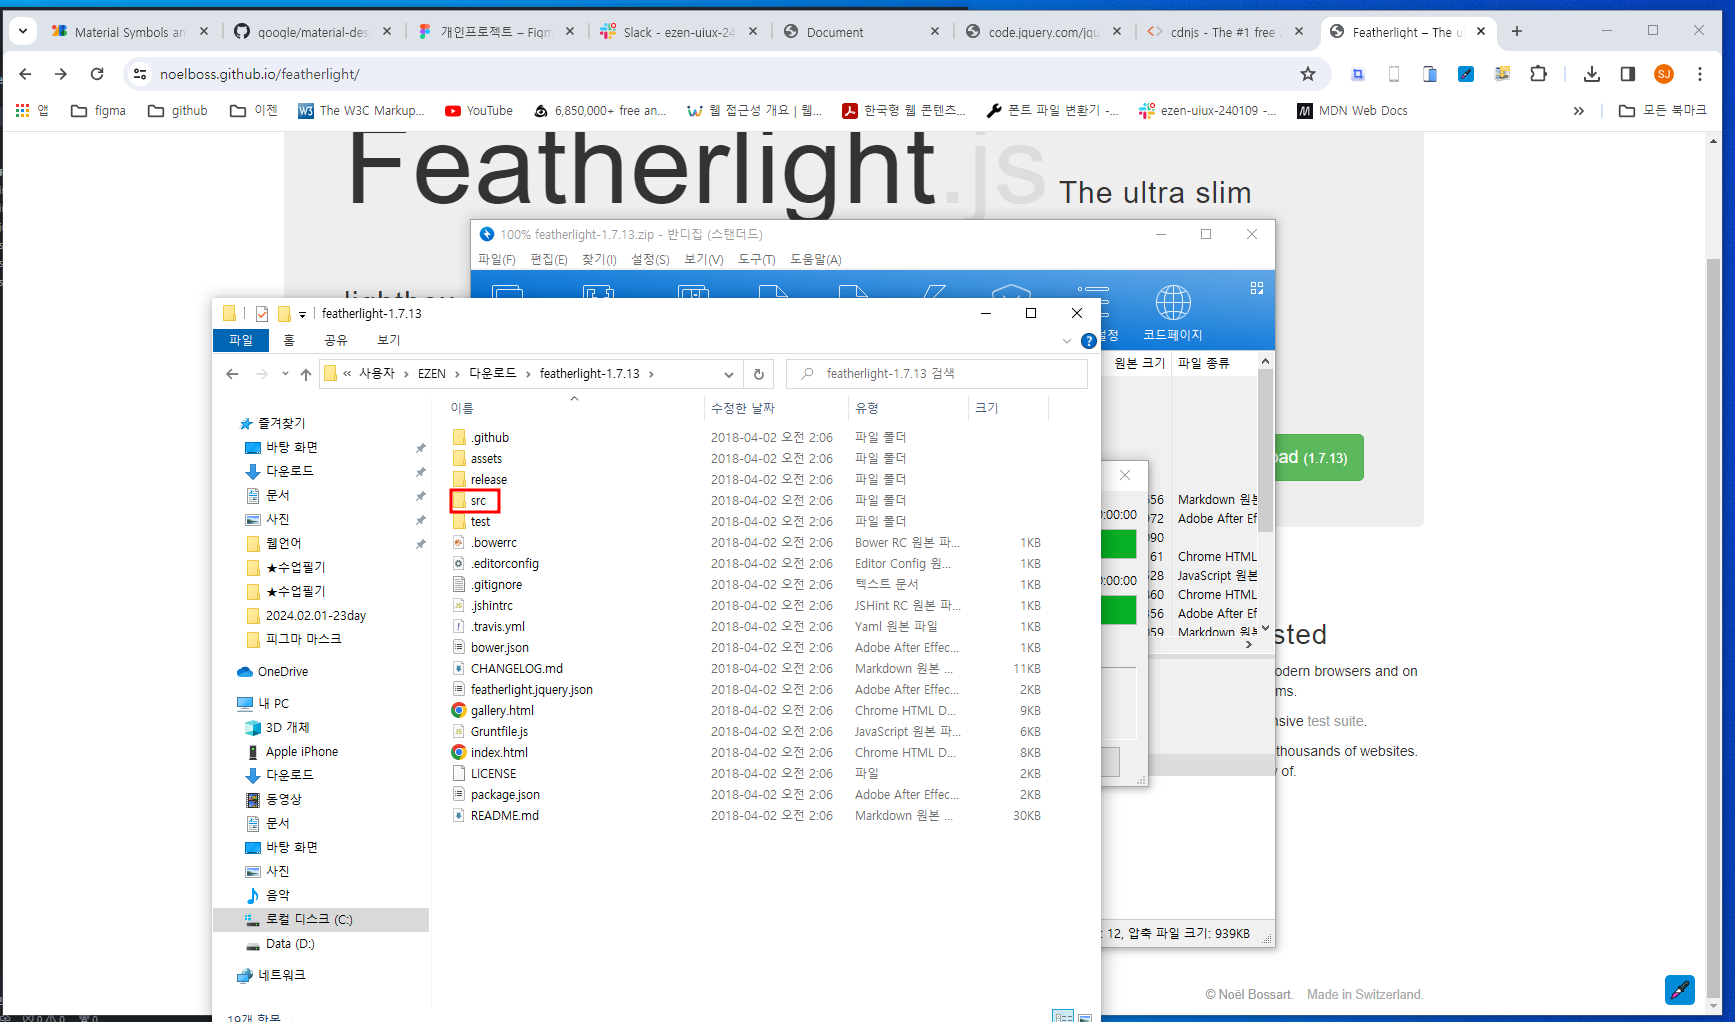 Material Symbols an
google/material-des
개인프로젝트 – Figm
Slack - ezen-uiux-24
Document
code.jquery.com/jqu
cdnjs - The #1 free
Featherlight – The u
noelboss.github.io/featherlight/
SJ
앱
figma
github
이젠
The W3C Markup...
YouTube
6,850,000+ free an...
웹 접근성 개요 | 웹...
한국형 웹 콘텐츠...
폰트 파일 변환기 -...
ezen-uiux-240109 -...
MDN Web Docs
»
모든 북마크
Featherlight.js The ultra slim
100% featherlight-1.7.13.zip - 반디집 (스탠더드)
파일(F) 편집(E) 찾기(I) 설정(S) 보기(V) 도구(T) 도움말(A)
코드페이지
원본 크기 파일 종류
featherlight-1.7.13
파일 홈 공유 보기
« 사용자 › EZEN › 다운로드 › featherlight-1.7.13 ›
featherlight-1.7.13 검색
이름 수정한 날짜 유형 크기
즐겨찾기
바탕 화면
다운로드
문서
사진
웹언어
★수업필기
★수업필기
2024.02.01-23day
피그마 마스크
OneDrive
내 PC
3D 개체
Apple iPhone
다운로드
동영상
문서
바탕 화면
사진
음악
로컬 디스크 (C:)
Data (D:)
네트워크
.github 2018-04-02 오전 2:06 파일 폴더
assets 2018-04-02 오전 2:06 파일 폴더
release 2018-04-02 오전 2:06 파일 폴더
src 2018-04-02 오전 2:06 파일 폴더
test 2018-04-02 오전 2:06 파일 폴더
.bowerrc 2018-04-02 오전 2:06 Bower RC 원본 파... 1KB
.editorconfig 2018-04-02 오전 2:06 Editor Config 원... 1KB
.gitignore 2018-04-02 오전 2:06 텍스트 문서 1KB
.jshintrc 2018-04-02 오전 2:06 JSHint RC 원본 파... 1KB
.travis.yml 2018-04-02 오전 2:06 Yaml 원본 파일 1KB
bower.json 2018-04-02 오전 2:06 Adobe After Effec... 1KB
CHANGELOG.md 2018-04-02 오전 2:06 Markdown 원본 ... 11KB
featherlight.jquery.json 2018-04-02 오전 2:06 Adobe After Effec... 2KB
gallery.html 2018-04-02 오전 2:06 Chrome HTML D... 9KB
Gruntfile.js 2018-04-02 오전 2:06 JavaScript 원본 파... 6KB
index.html 2018-04-02 오전 2:06 Chrome HTML D... 8KB
LICENSE 2018-04-02 오전 2:06 파일 2KB
package.json 2018-04-02 오전 2:06 Adobe After Effec... 2KB
README.md 2018-04-02 오전 2:06 Markdown 원본 ... 30KB
oad (1.7.13)
:00:00
:00:00
56 Markdown 원본
072 Adobe After Ef
090
61 Chrome HTML
528 JavaScript 원본
360 Chrome HTML
356 Adobe After Ef
059 Markdown 원본
sted
odern browsers and on
ms.
nsive test suite.
thousands of websites.
of.
: 12, 압축 파일 크기: 939KB
© Noël Bossart. Made in Switzerland.
19개 항목